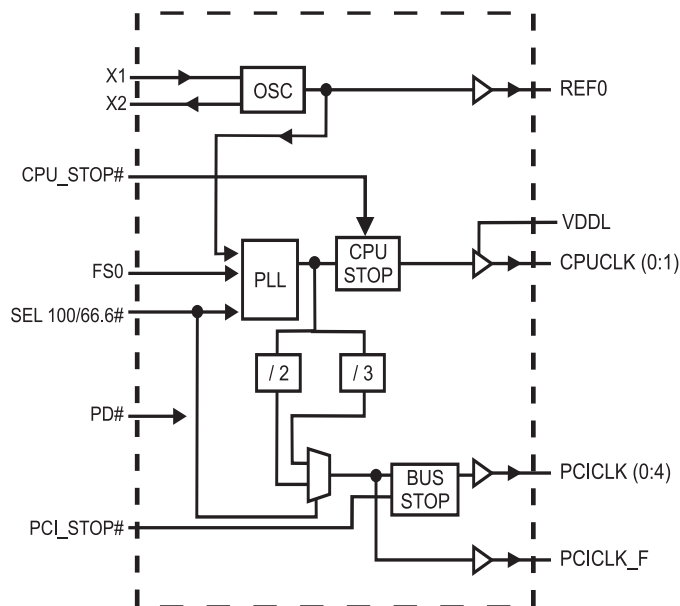 X1
X2
OSC
REF0
CPU_STOP#
VDDL
CPU
STOP
CPUCLK (0:1)
PLL
FS0
SEL 100/66.6#
/ 2
/ 3
PD#
PCICLK (0:4)
BUS
STOP
PCI_STOP#
PCICLK_F